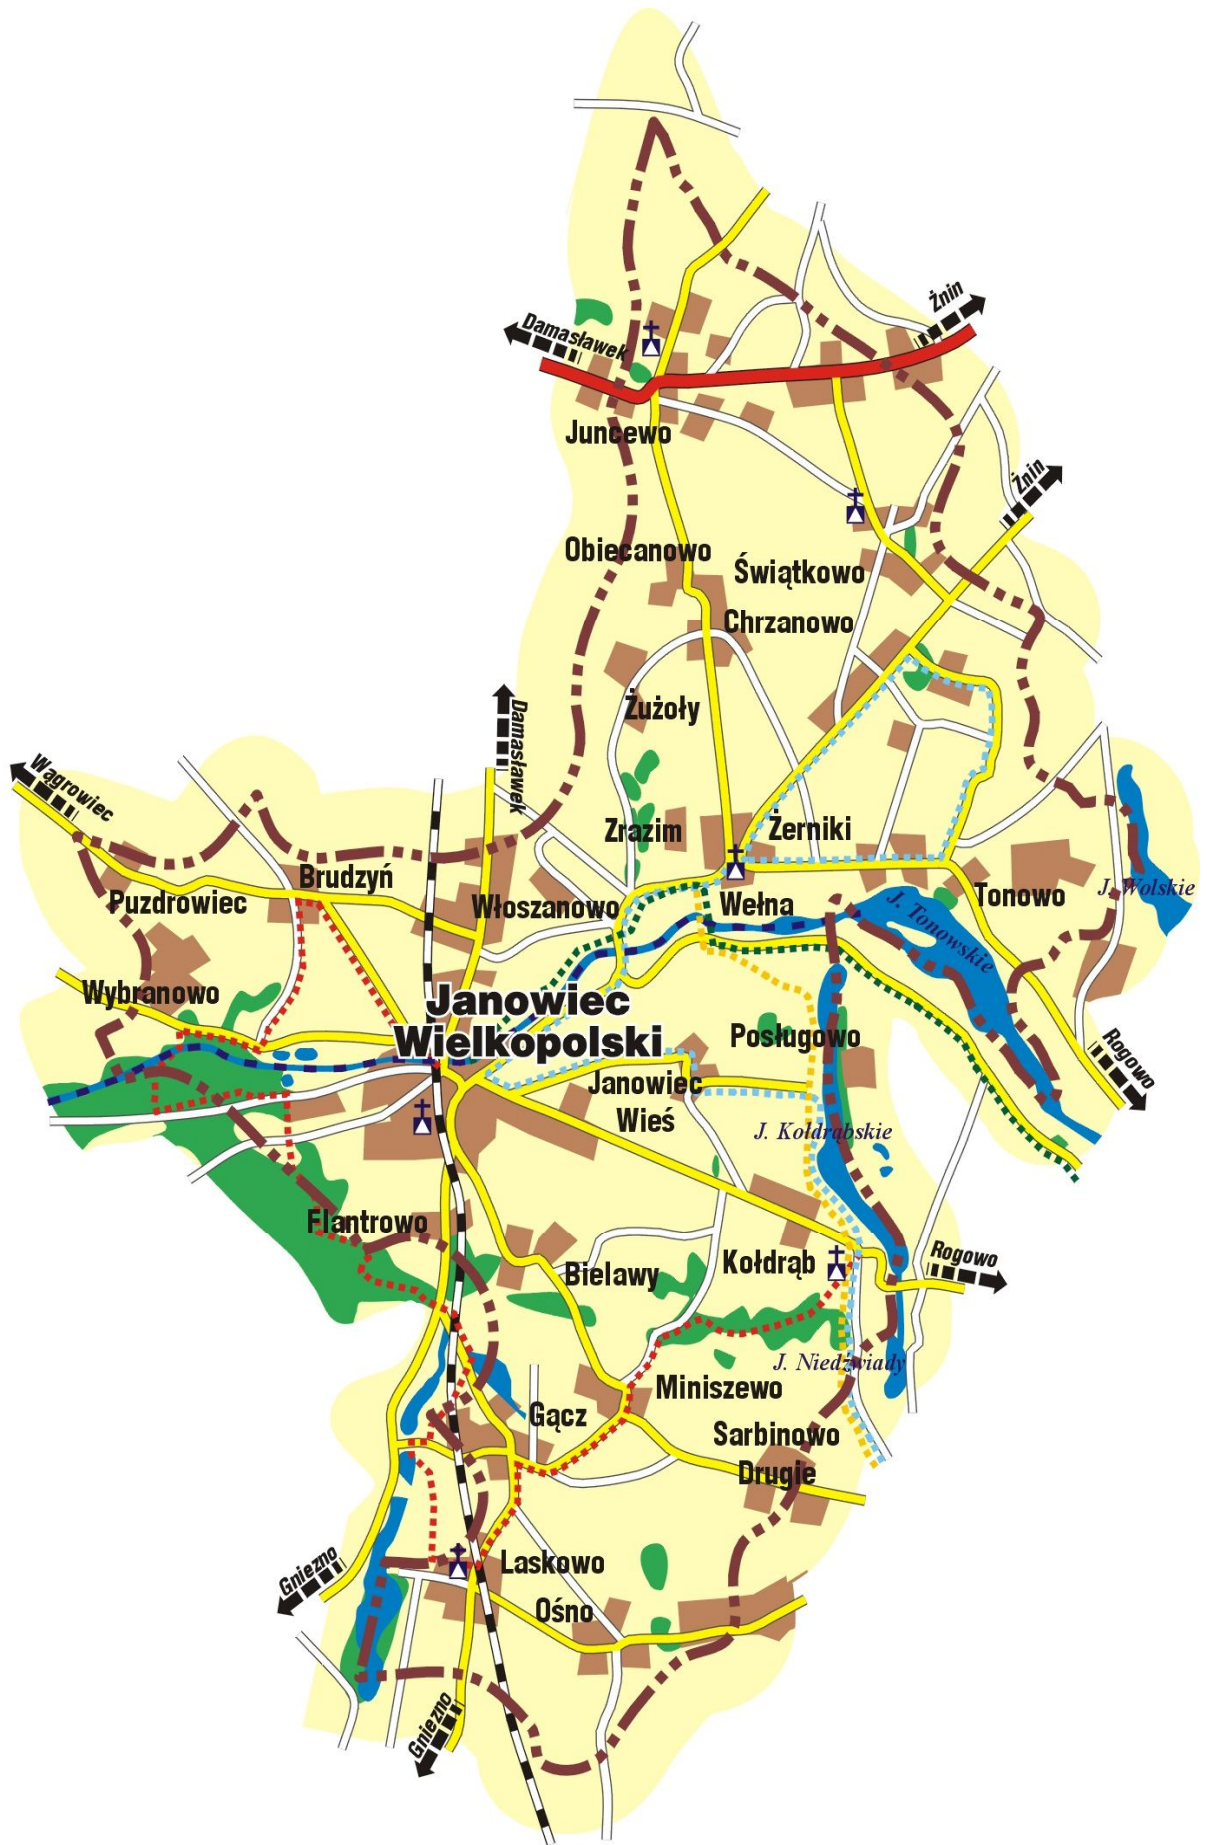 Żnin
Damasławek
Juncewo
Żnin
Obiecanowo
Świątkowo
Chrzanowo
Żużoły
Damasławek
Wągrowiec
Zrazim
Żerniki
Brudzyń
J. Wolskie
Puzdrowiec
Włoszanowo
Wełna
Tonowo
J. Tonowskie
Wybranowo
Janowiec
Wielkopolski
Posługowo
Rogowo
Janowiec
Wieś
J. Kołdrąbskie
Flantrowo
Kołdrąb
Rogowo
Bielawy
J. Niedźwiady
Miniszewo
Gącz
Sarbinowo
Drugie
Laskowo
Gniezno
Ośno
Gniezno